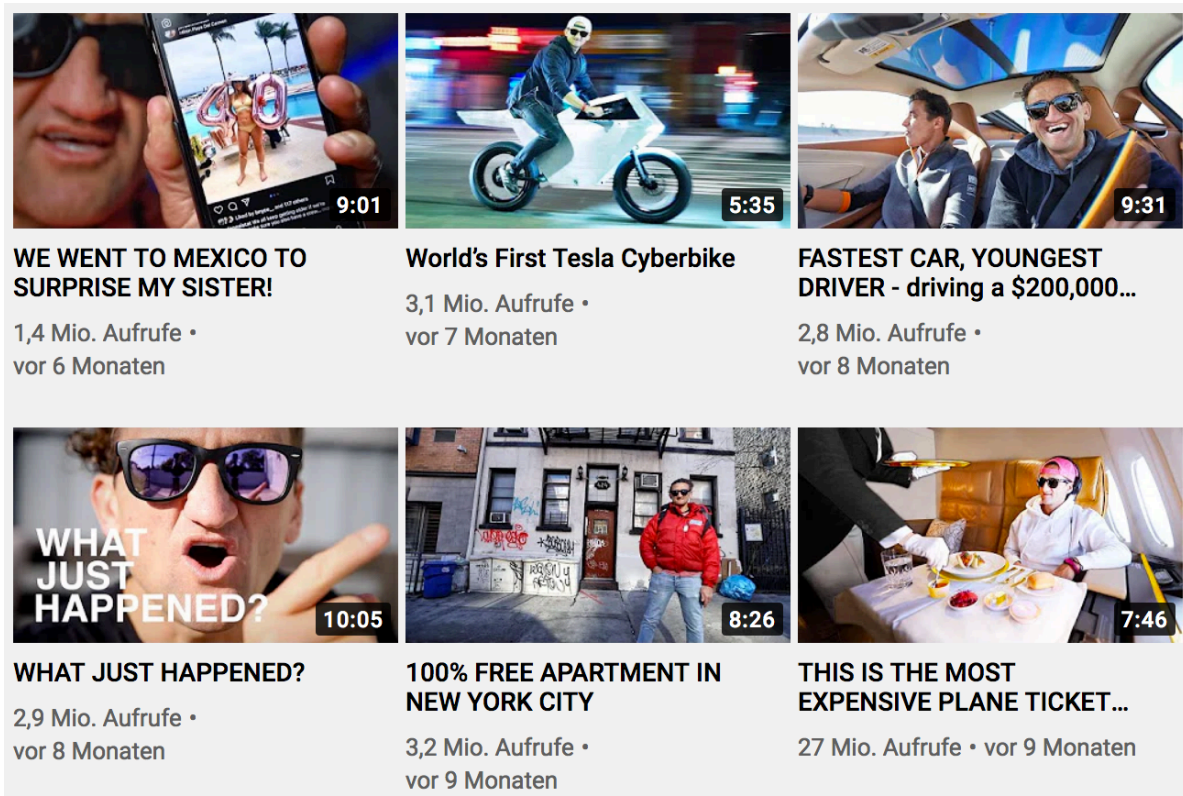 40
9:01
5:35
9:31
WE WENT TO MEXICO TO
SURPRISE MY SISTER!
1,4 Mio. Aufrufe •
vor 6 Monaten
World's First Tesla Cyberbike
3,1 Mio. Aufrufe •
vor 7 Monaten
FASTEST CAR, YOUNGEST
DRIVER - driving a $200,000...
2,8 Mio. Aufrufe •
vor 8 Monaten
WHAT
JUST
HAPPENED?
10:05
8:26
7:46
WHAT JUST HAPPENED?
2,9 Mio. Aufrufe •
vor 8 Monaten
100% FREE APARTMENT IN
NEW YORK CITY
3,2 Mio. Aufrufe •
vor 9 Monaten
THIS IS THE MOST
EXPENSIVE PLANE TICKET...
27 Mio. Aufrufe • vor 9 Monaten